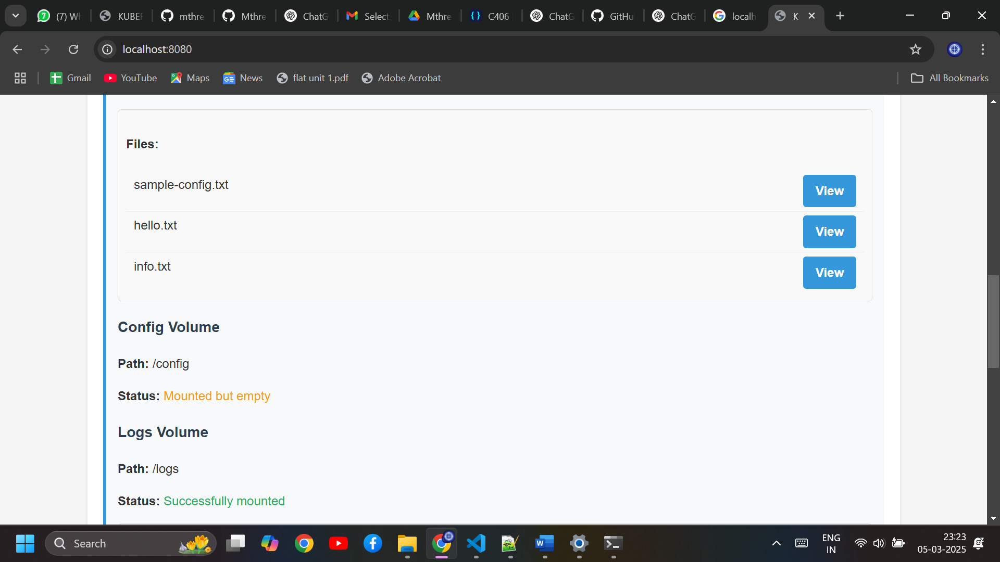 (7) Wh
KUBER
mthre
Mthre
ChatG
Select
Mthre
C406
ChatG
GitHu
ChatG
localh
K
localhost:8080
Gmail
YouTube
Maps
News
flat unit 1.pdf
Adobe Acrobat
All Bookmarks
Files:
sample-config.txt
View
hello.txt
View
info.txt
View
Config Volume
Path: /config
Status: Mounted but empty
Logs Volume
Path: /logs
Status: Successfully mounted
Search
ENG
IN
23:23
05-03-2025